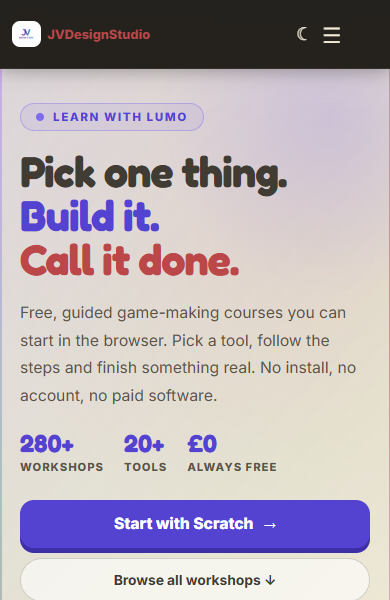 JV JVDesignStudio
LEARN WITH LUMO
Pick one thing.
Build it.
Call it done.
Free, guided game-making courses you can
start in the browser. Pick a tool, follow the
steps and finish something real. No install, no
account, no paid software.
280+ 20+ £0
WORKSHOPS TOOLS ALWAYS FREE
Start with Scratch →
Browse all workshops ↓